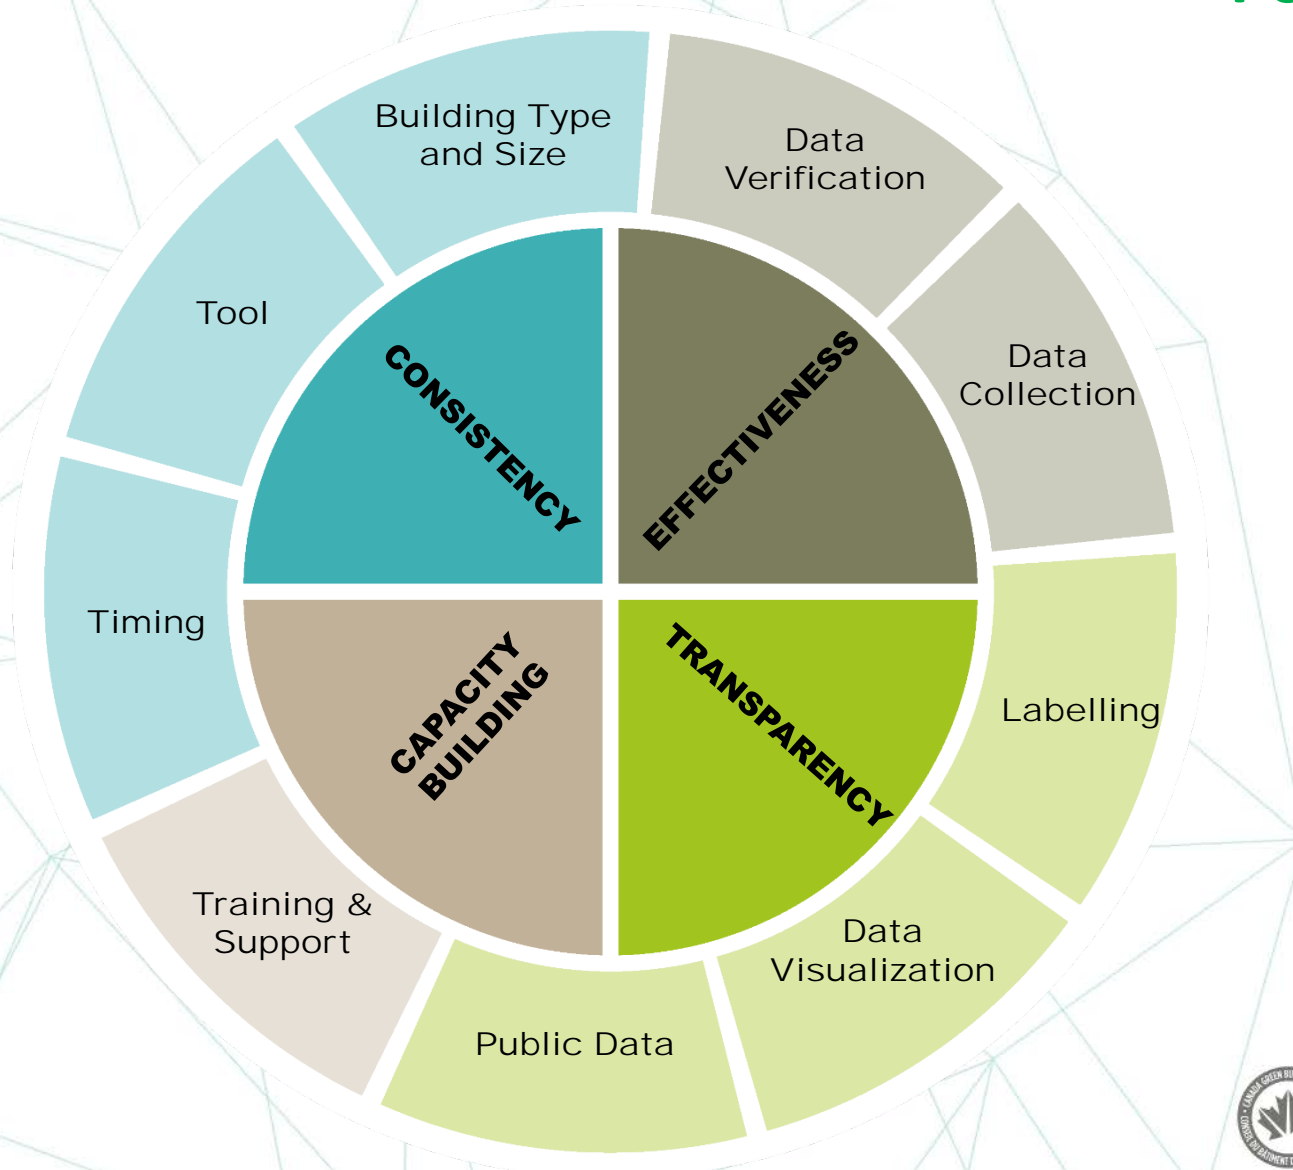 Building Type
and Size
Data
Verification
Tool
Data
Collection
CONSISTENCY
EFFECTIVENESS
Timing
CAPACITY
BUILDING
TRANSPARENCY
Labelling
Training &
Support
Data
Visualization
Public Data